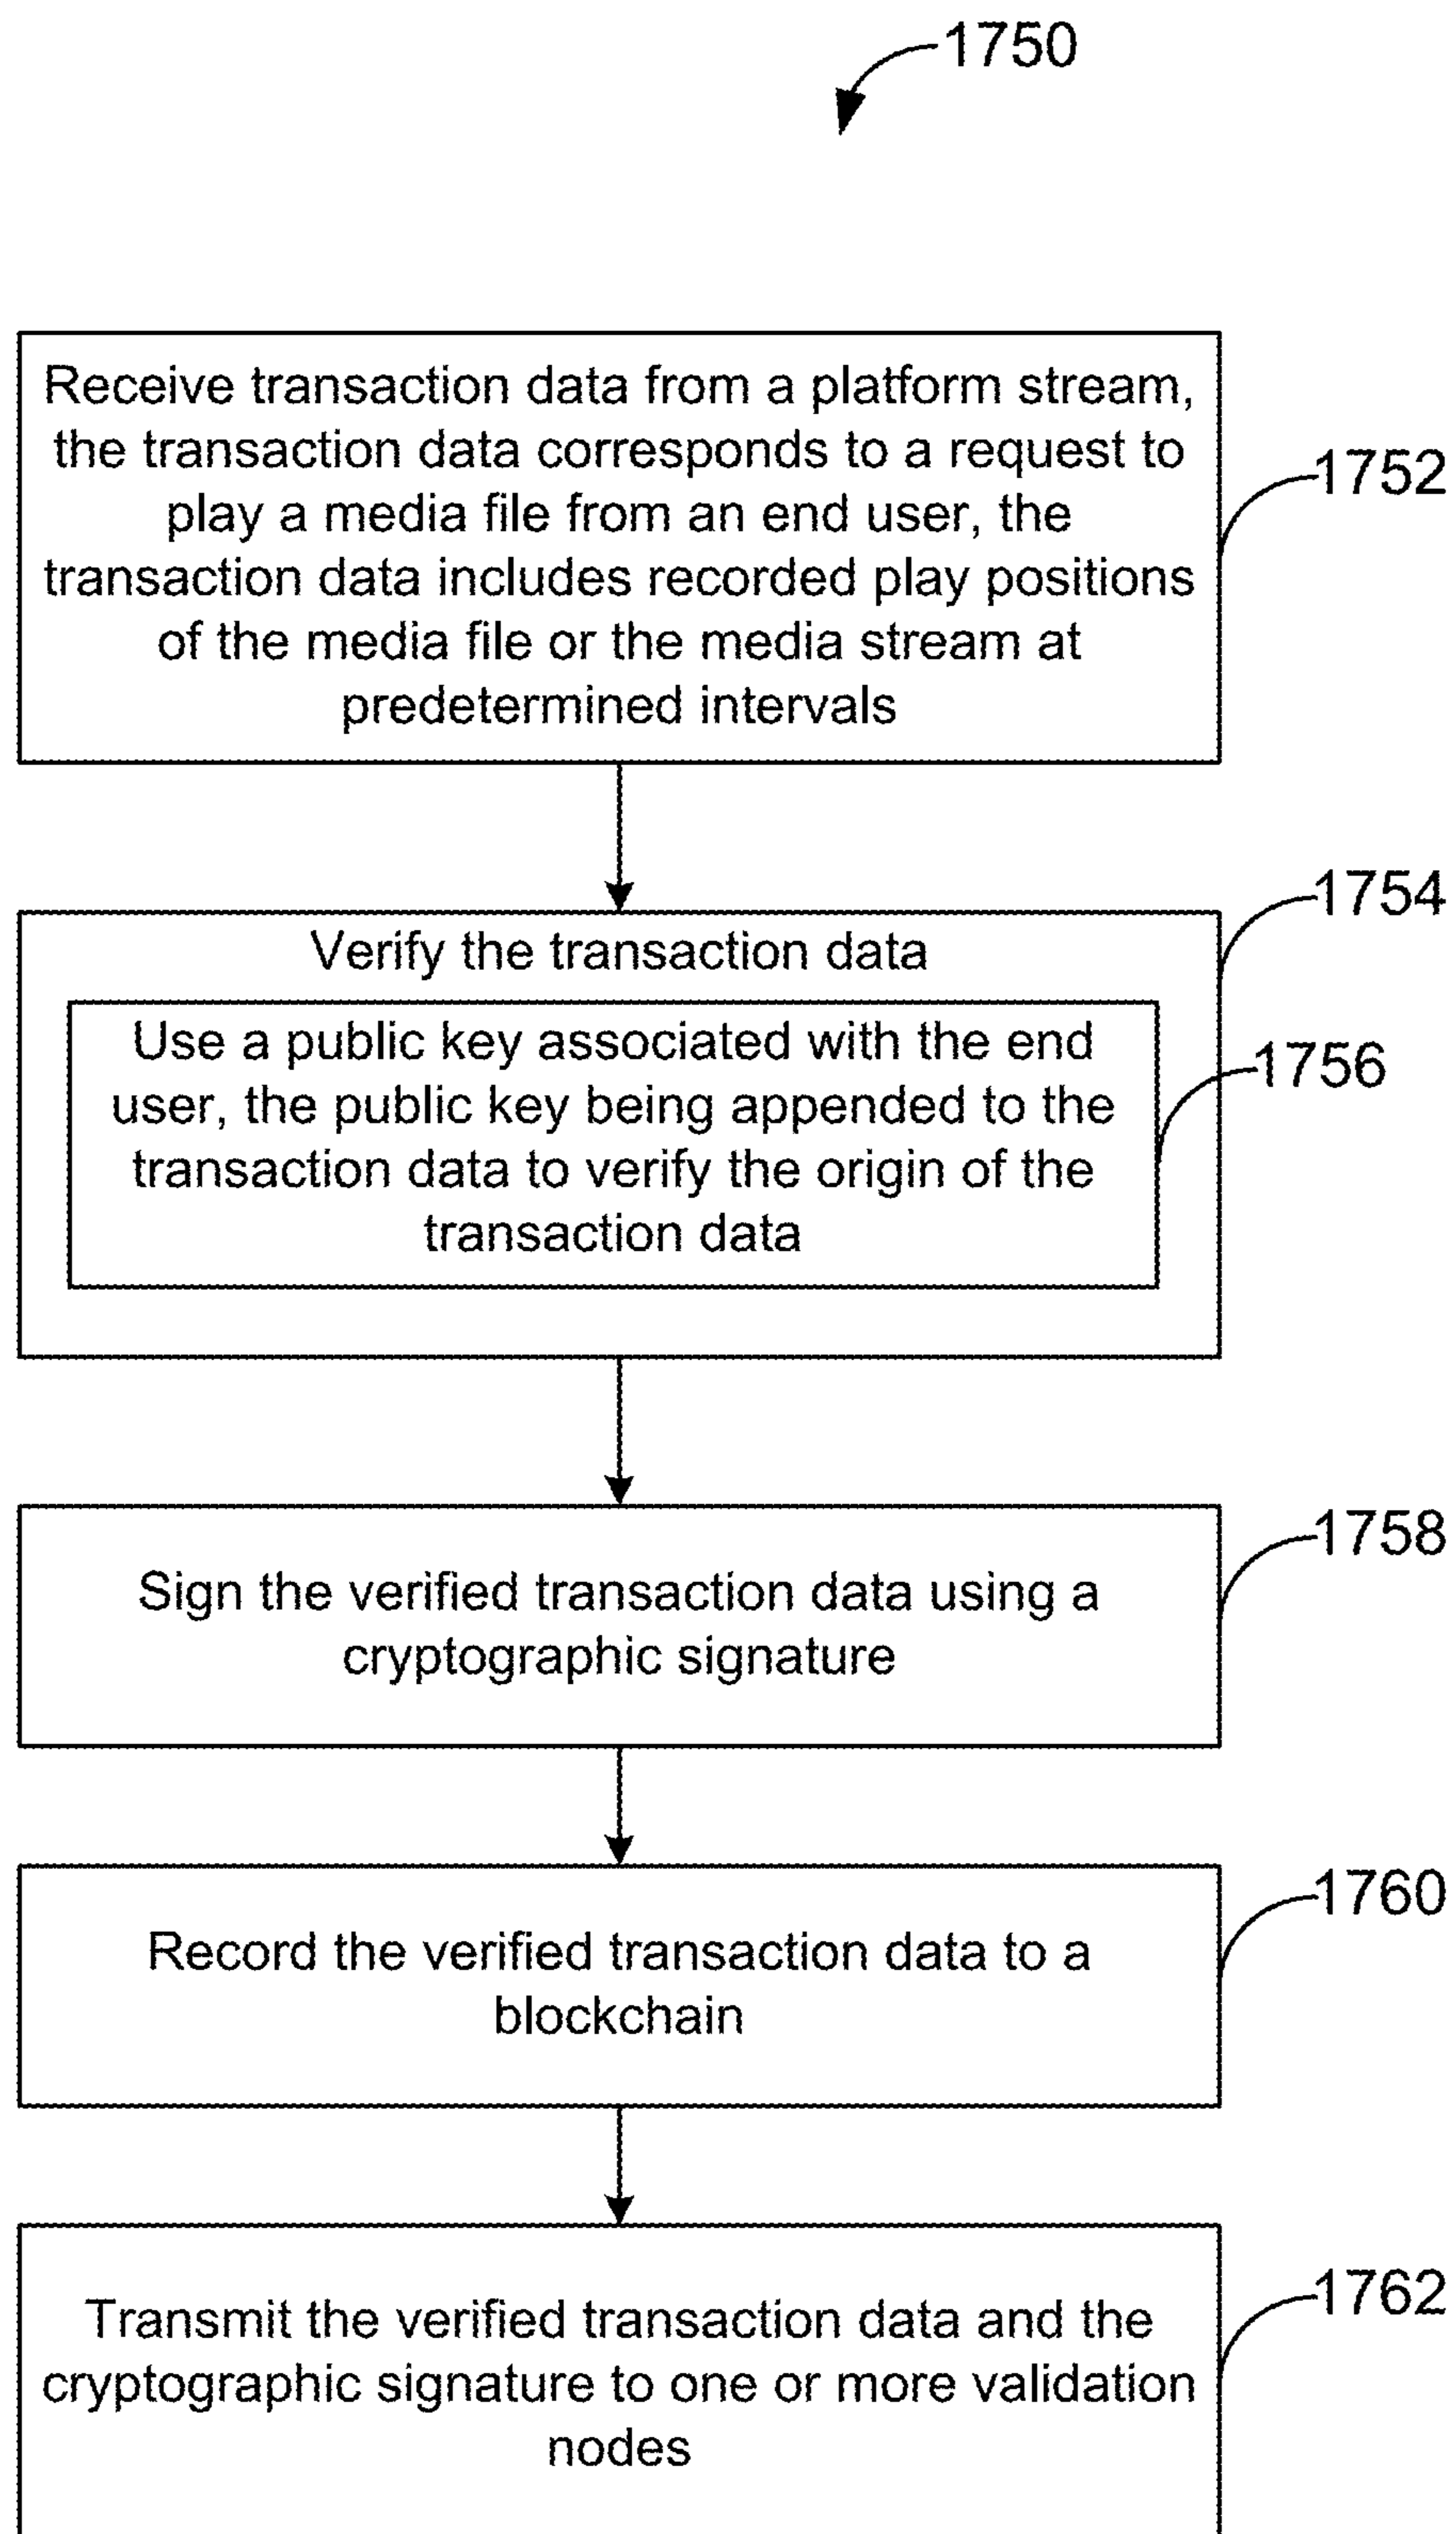 1750
Receive transaction data from a platform stream,
the transaction data corresponds to a request to
play a media file from an end user, the
transaction data includes recorded play positions
of the media file or the media stream at
predetermined intervals
1752
Verify the transaction data
1754
Use a public key associated with the end
user, the public key being appended to the
transaction data to verify the origin of the
transaction data
1756
Sign the verified transaction data using a
cryptographic signature
1758
Record the verified transaction data to a
blockchain
1760
Transmit the verified transaction data and the
cryptographic signature to one or more validation
nodes
1762